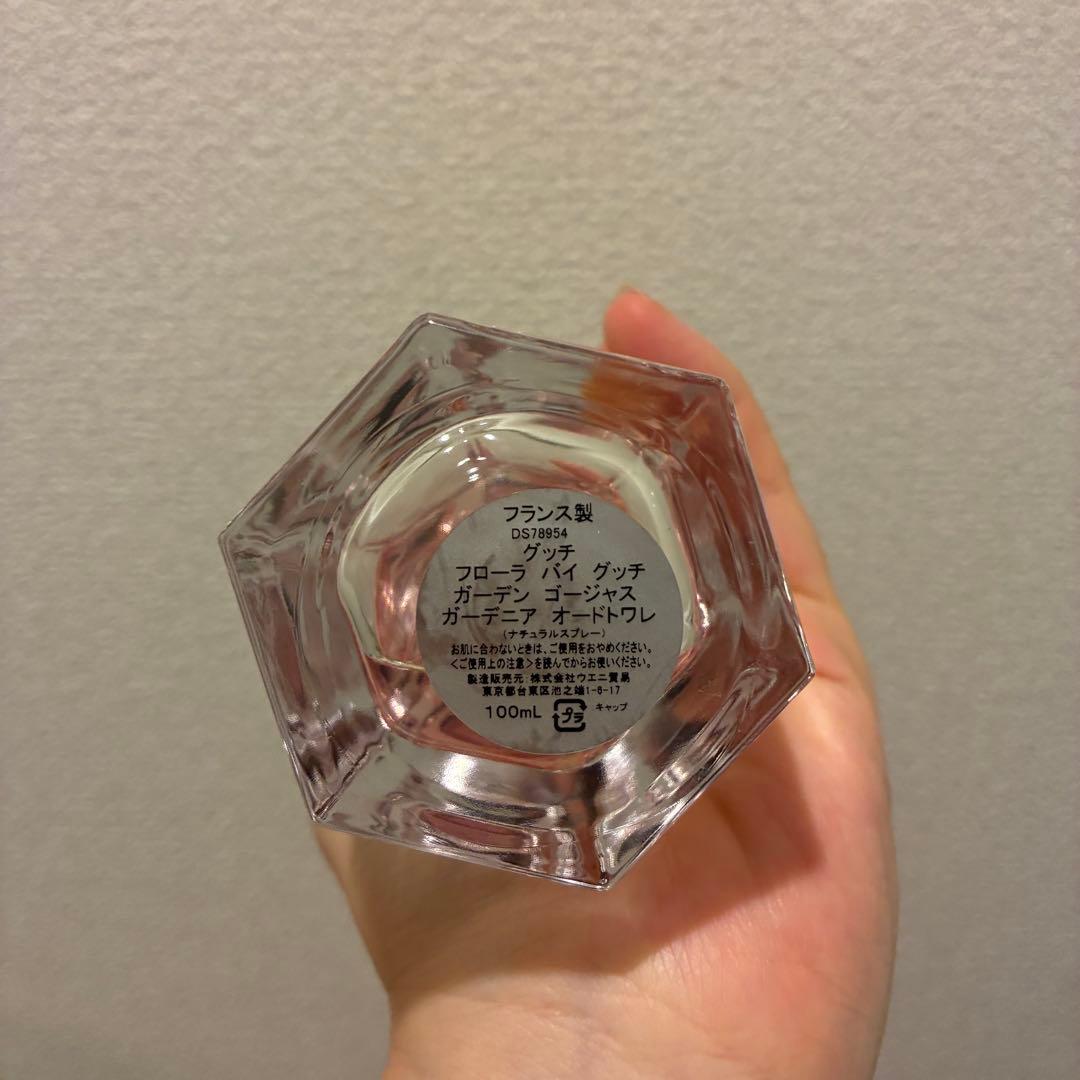 フランス製
DS78954
グッチ
フローラ バイ グッチ
ガーデン ゴージャス
ガーデニア オードトワレ
(ナチュラルスプレー)
お肌に合わないときは、ご使用をおやめください。
<ご使用上の注意>を読んでからお使いください。
製造販売元:株式会社ウエニ貿易
東京都台東区池之端1-6-17
100mL プラ キャップ